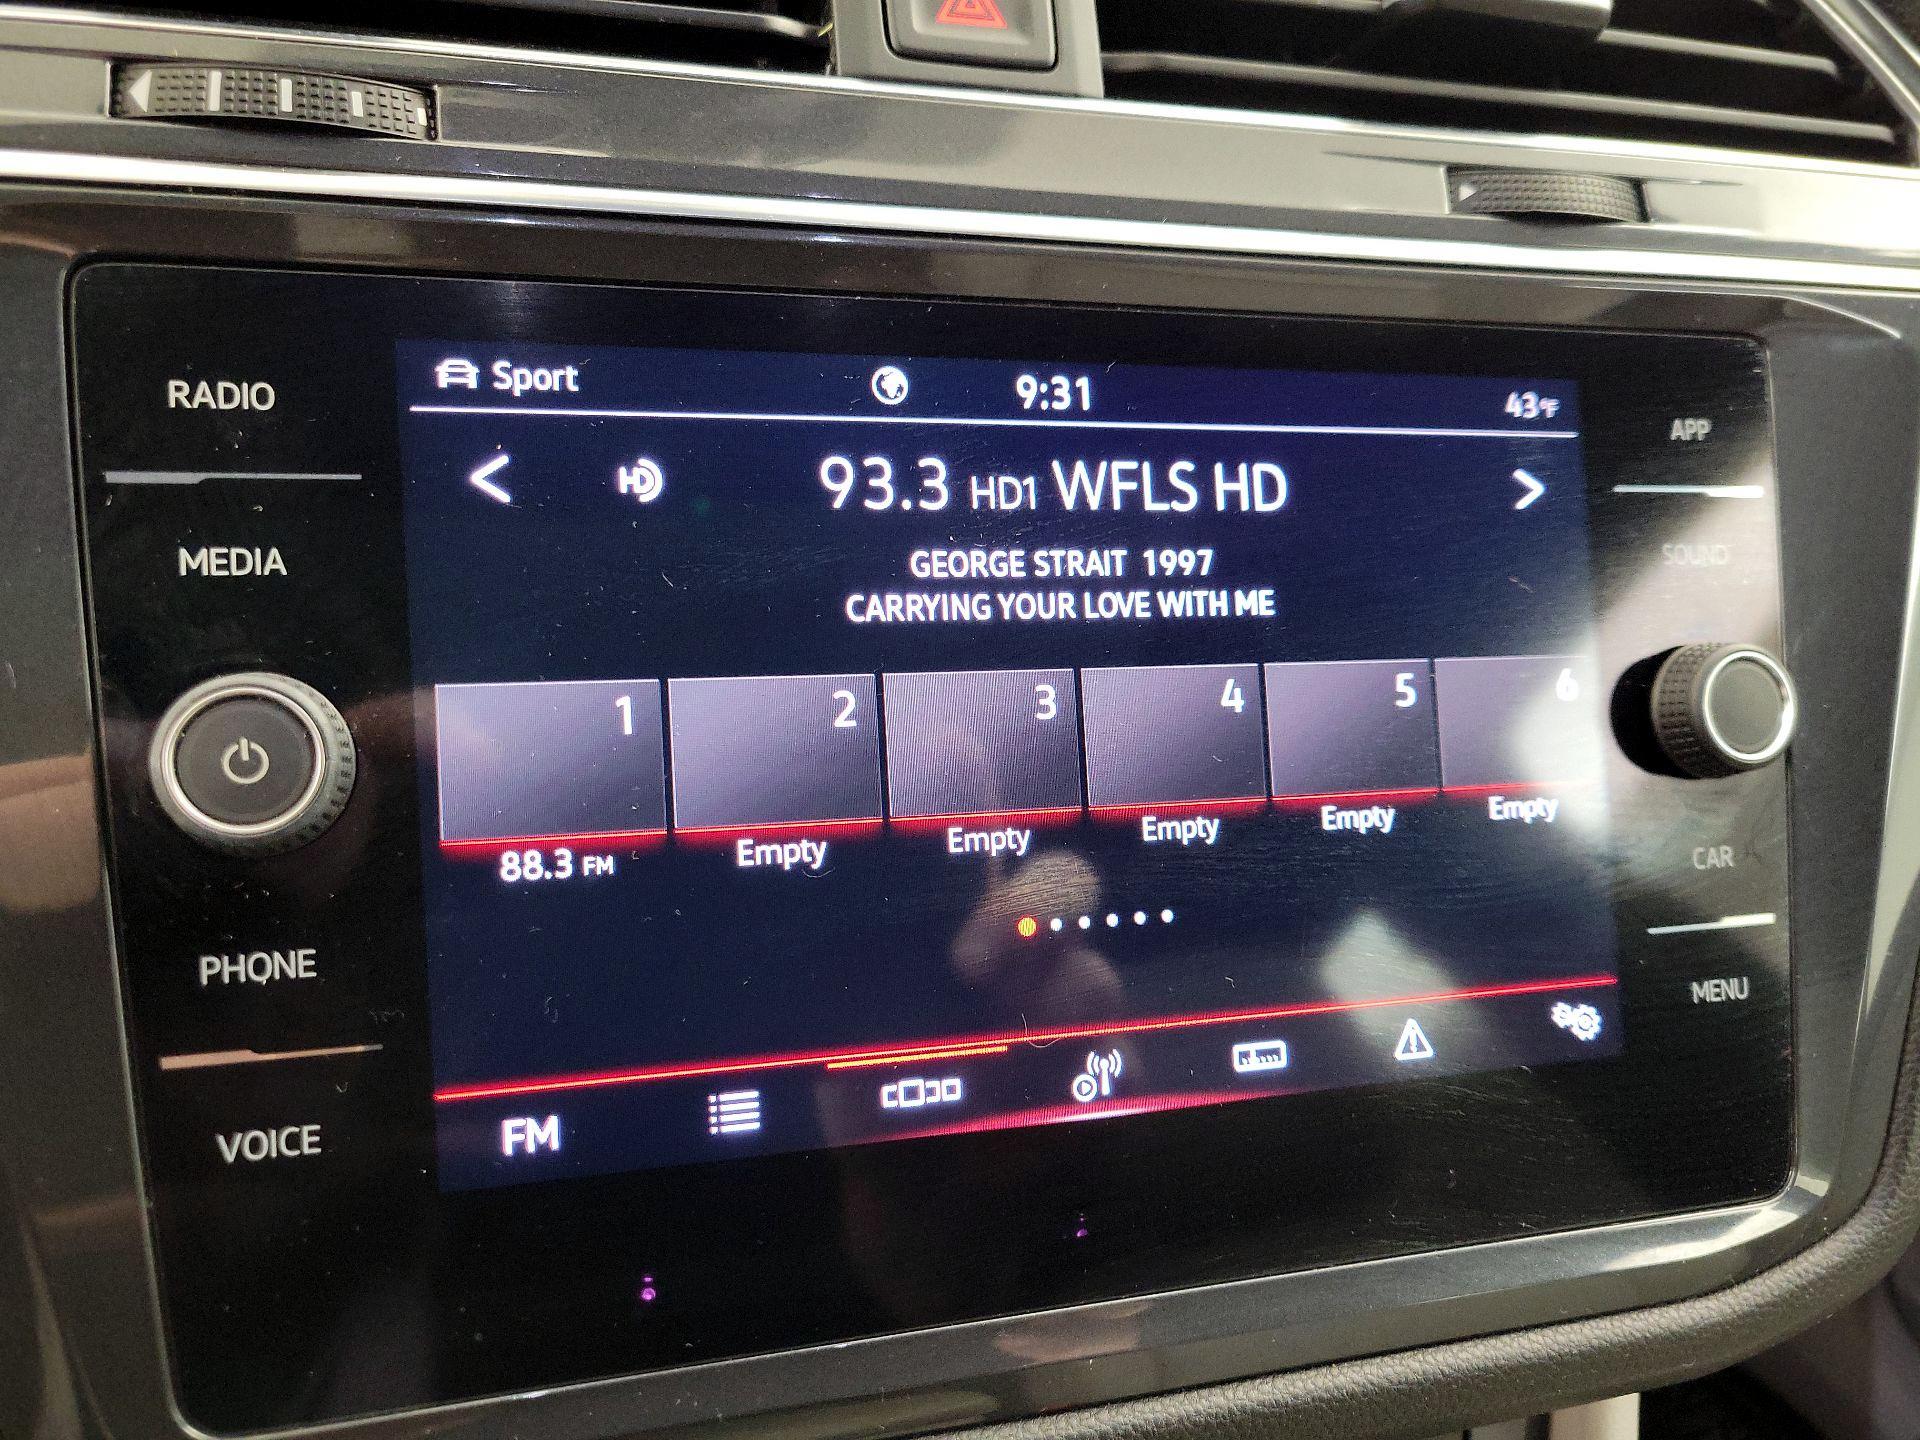 RADIO
MEDIA
PHONE
VOICE
Sport 9:31 43°F
< HD 93.3 HD1 WFLS HD >
GEORGE STRAIT 1997
CARRYING YOUR LOVE WITH ME
1 2 3 4 5 6
88.3 FM Empty Empty Empty Empty Empty
FM
APP
SOUND
CAR
MENU